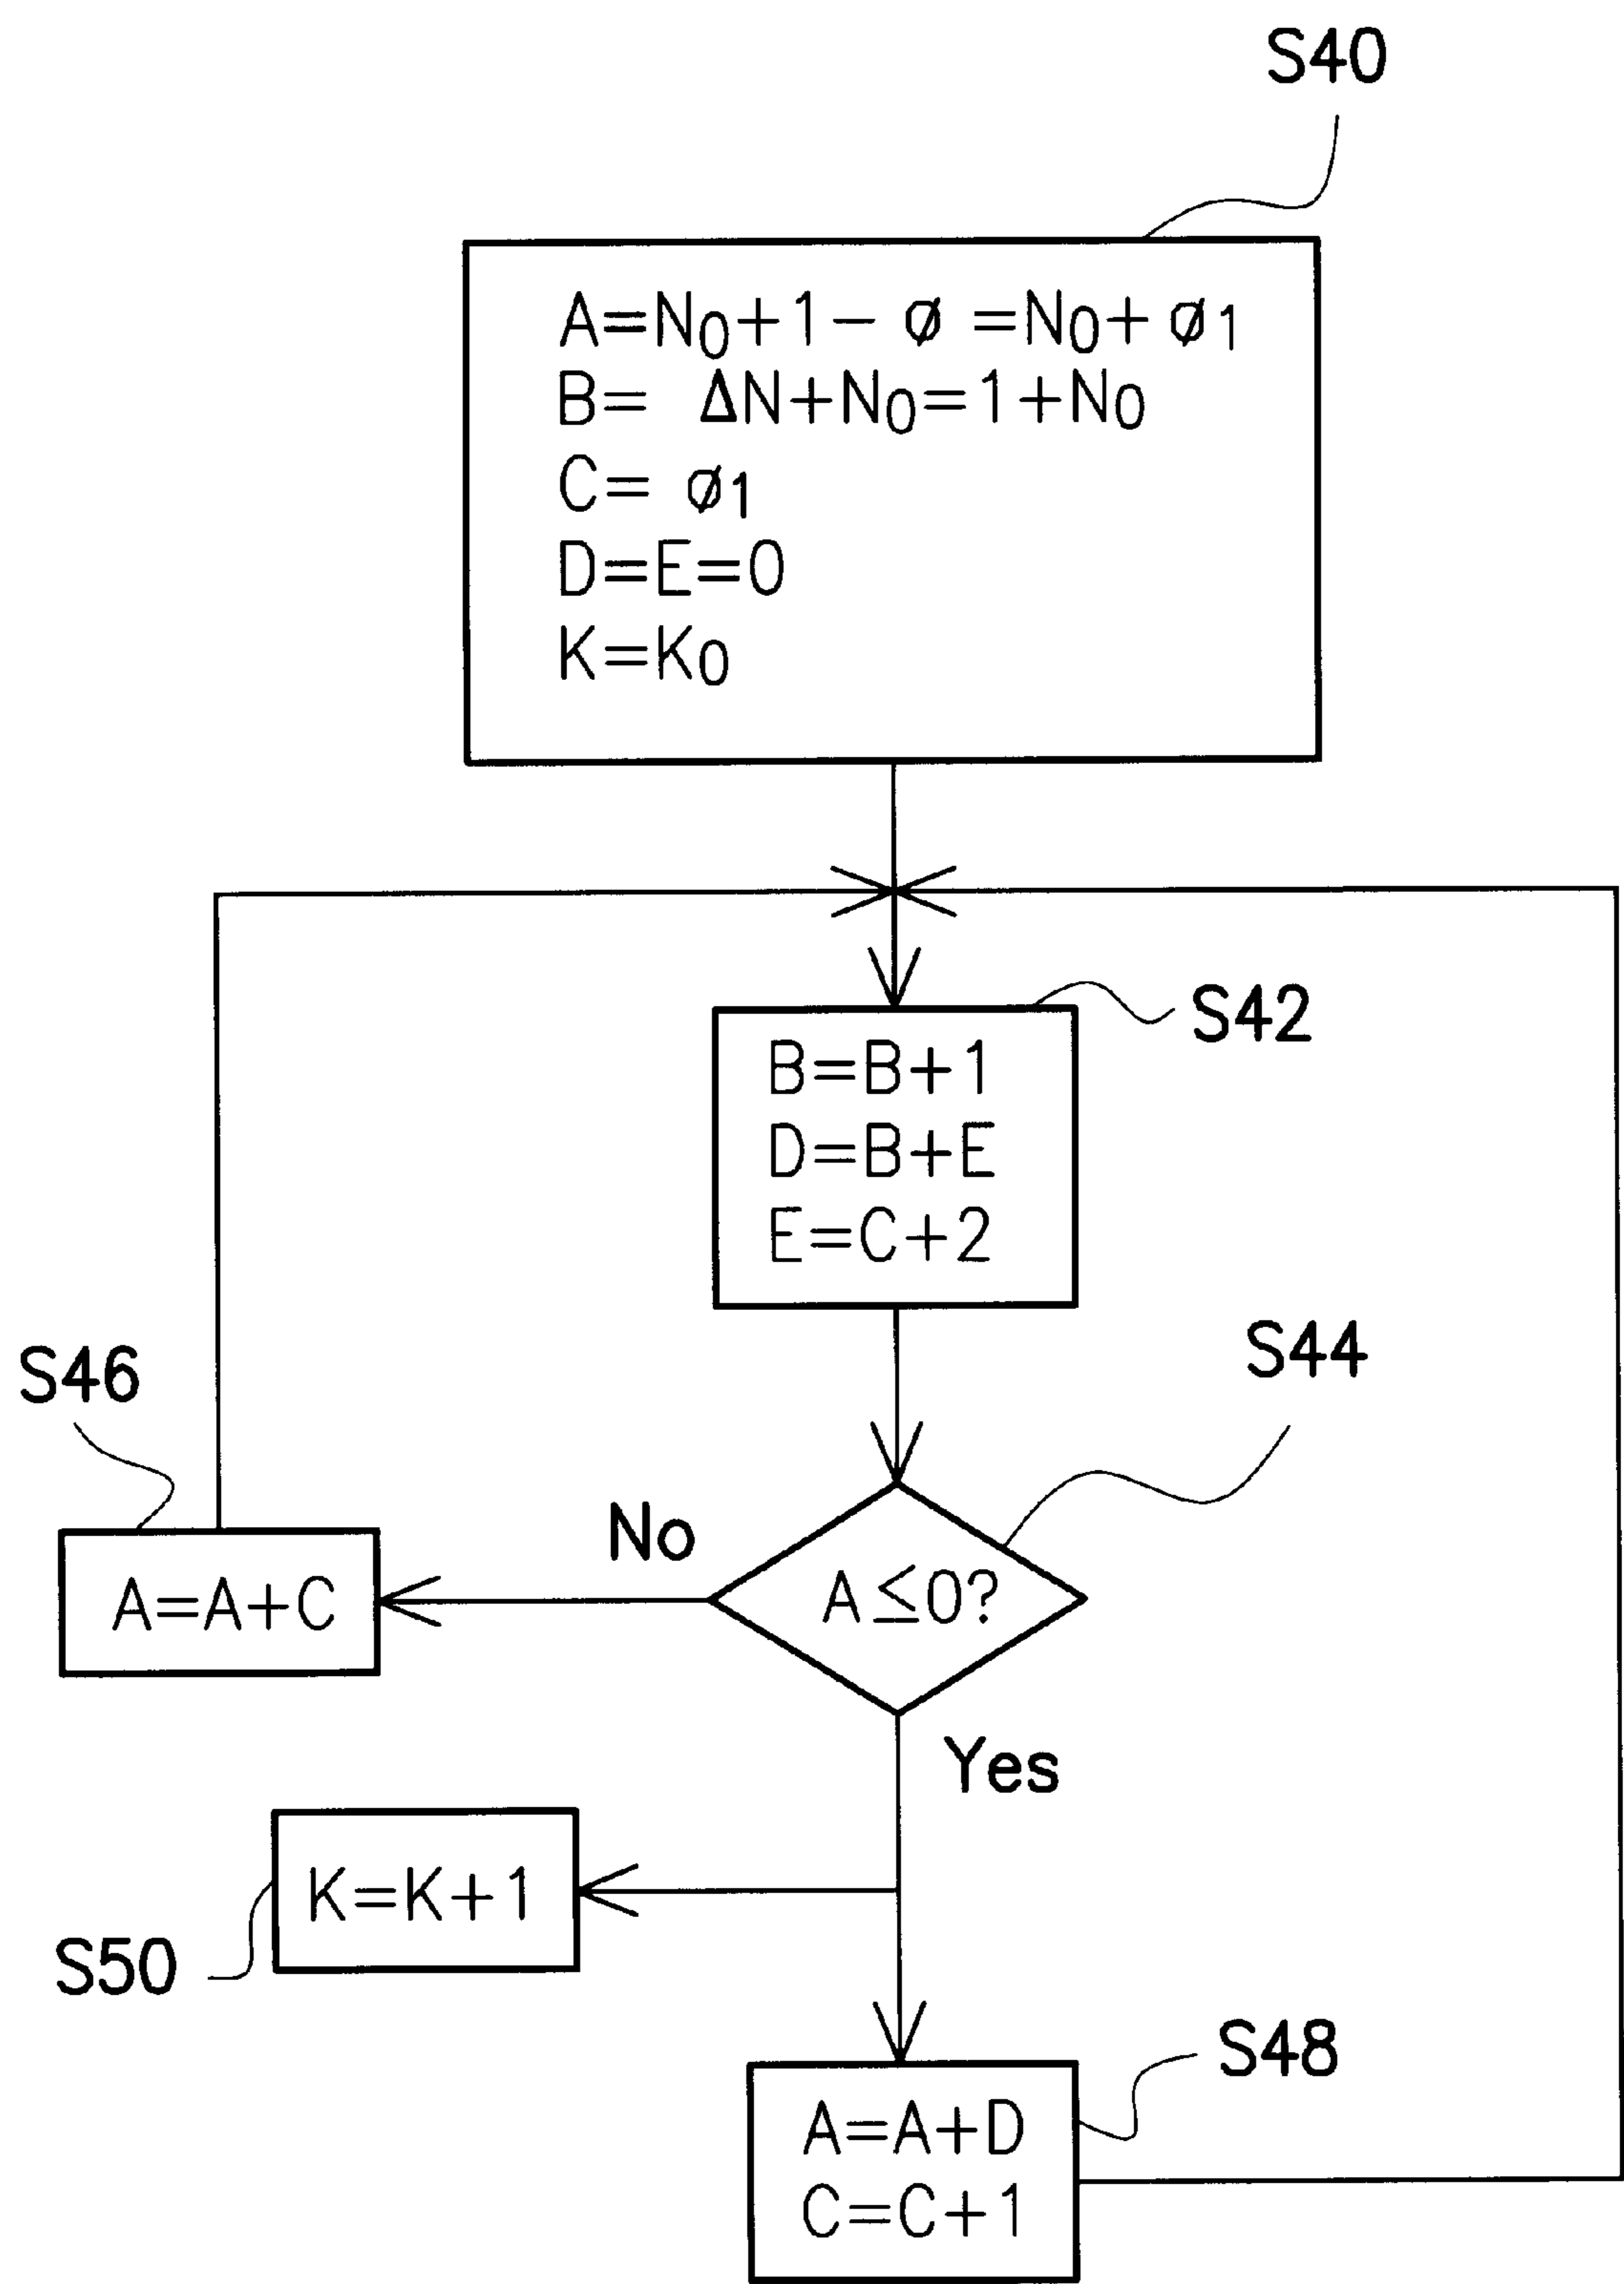 S40
A=N₀+1− ø =N₀+ ø₁
B= ΔN+N₀=1+N₀
C= ø₁
D=E=0
K=K₀
S42
B=B+1
D=B+E
E=C+2
S44
S46
No
A≤0?
A=A+C
Yes
K=K+1
S50
S48
A=A+D
C=C+1